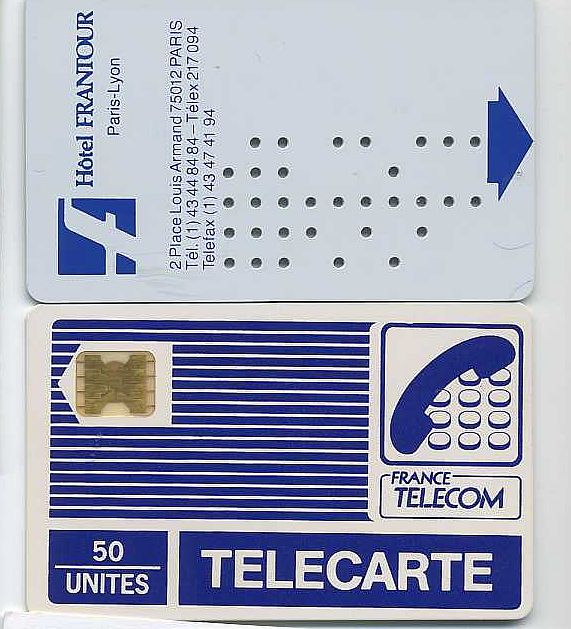 Hôtel FRANTOUR
Paris-Lyon
2 Place Louis Armand 75012 PARIS
Tél. (1) 43 44 84 84 – Télex 217 094
Telefax (1) 43 47 41 94
FRANCE
TELECOM
50
UNITES
TELECARTE